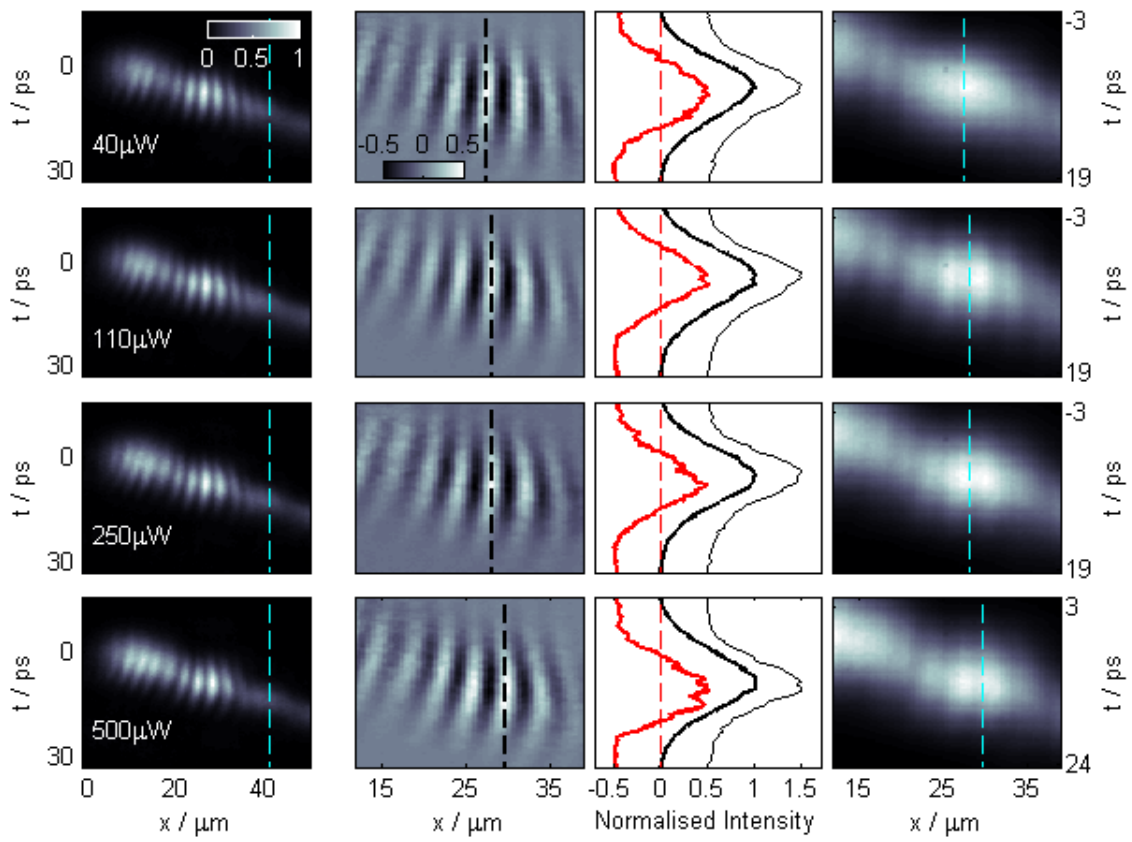 0 0.5 1
-3
0
t / ps
40μW
30
-0.5 0 0.5
t / ps
19
-3
0
t / ps
110μW
30
t / ps
19
-3
0
t / ps
250μW
30
t / ps
19
3
0
t / ps
500μW
30
t / ps
24
0 20 40
15 25 35
-0.5 0 0.5 1 1.5
15 25 35
x / μm
x / μm
Normalised Intensity
x / μm